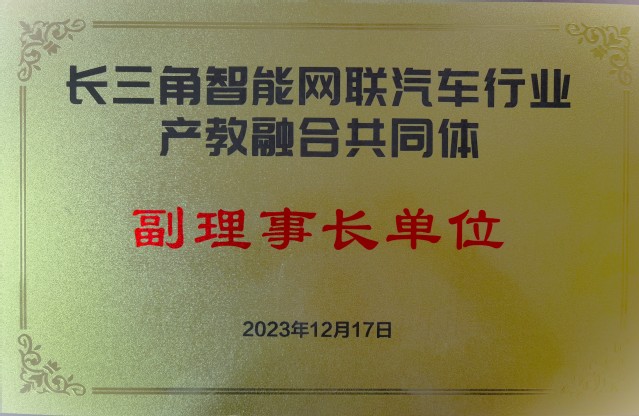 长三角智能网联汽车行业
产教融合共同体
副理事长单位
2023年12月17日